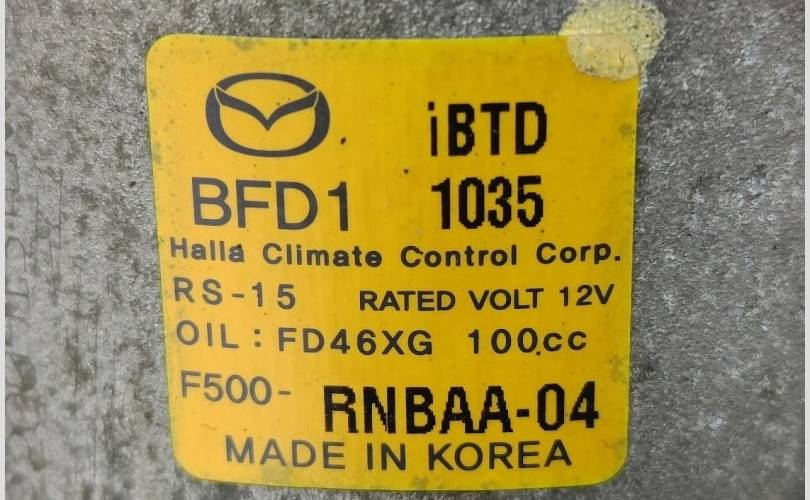 iBTD
BFD1 1035
Halla Climate Control Corp.
RS-15 RATED VOLT 12V
OIL : FD46XG 100cc
F500- RNBAA-04
MADE IN KOREA